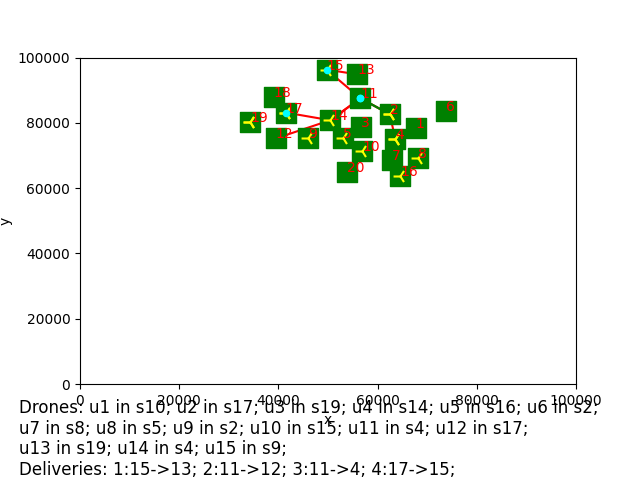 100000
80000
60000
40000
20000
0
y
13
12
0 20000 40000 60000 80000 100000
x
Drones: u1 in s10; u2 in s17; u3 in s19; u4 in s14; u5 in s16; u6 in s2;
u7 in s8; u8 in s5; u9 in s2; u10 in s15; u11 in s4; u12 in s17;
u13 in s19; u14 in s4; u15 in s9;
Deliveries: 1:15->13; 2:11->12; 3:11->4; 4:17->15;